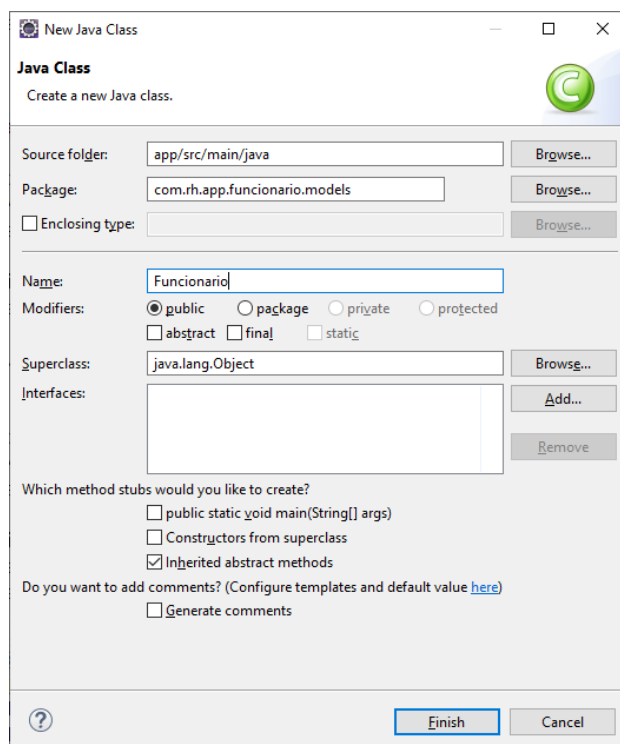 New Java Class
Java Class
Create a new Java class.
C
Source folder: app/src/main/java Browse...
Package: com.rh.app.funcionario.models Browse...
Enclosing type: Browse...
Name: Funcionario
Modifiers: public package private protected
abstract final static
Superclass: java.lang.Object Browse...
Interfaces: Add...
Remove
Which method stubs would you like to create?
public static void main(String[] args)
Constructors from superclass
Inherited abstract methods
Do you want to add comments? (Configure templates and default value here)
Generate comments
? Finish Cancel